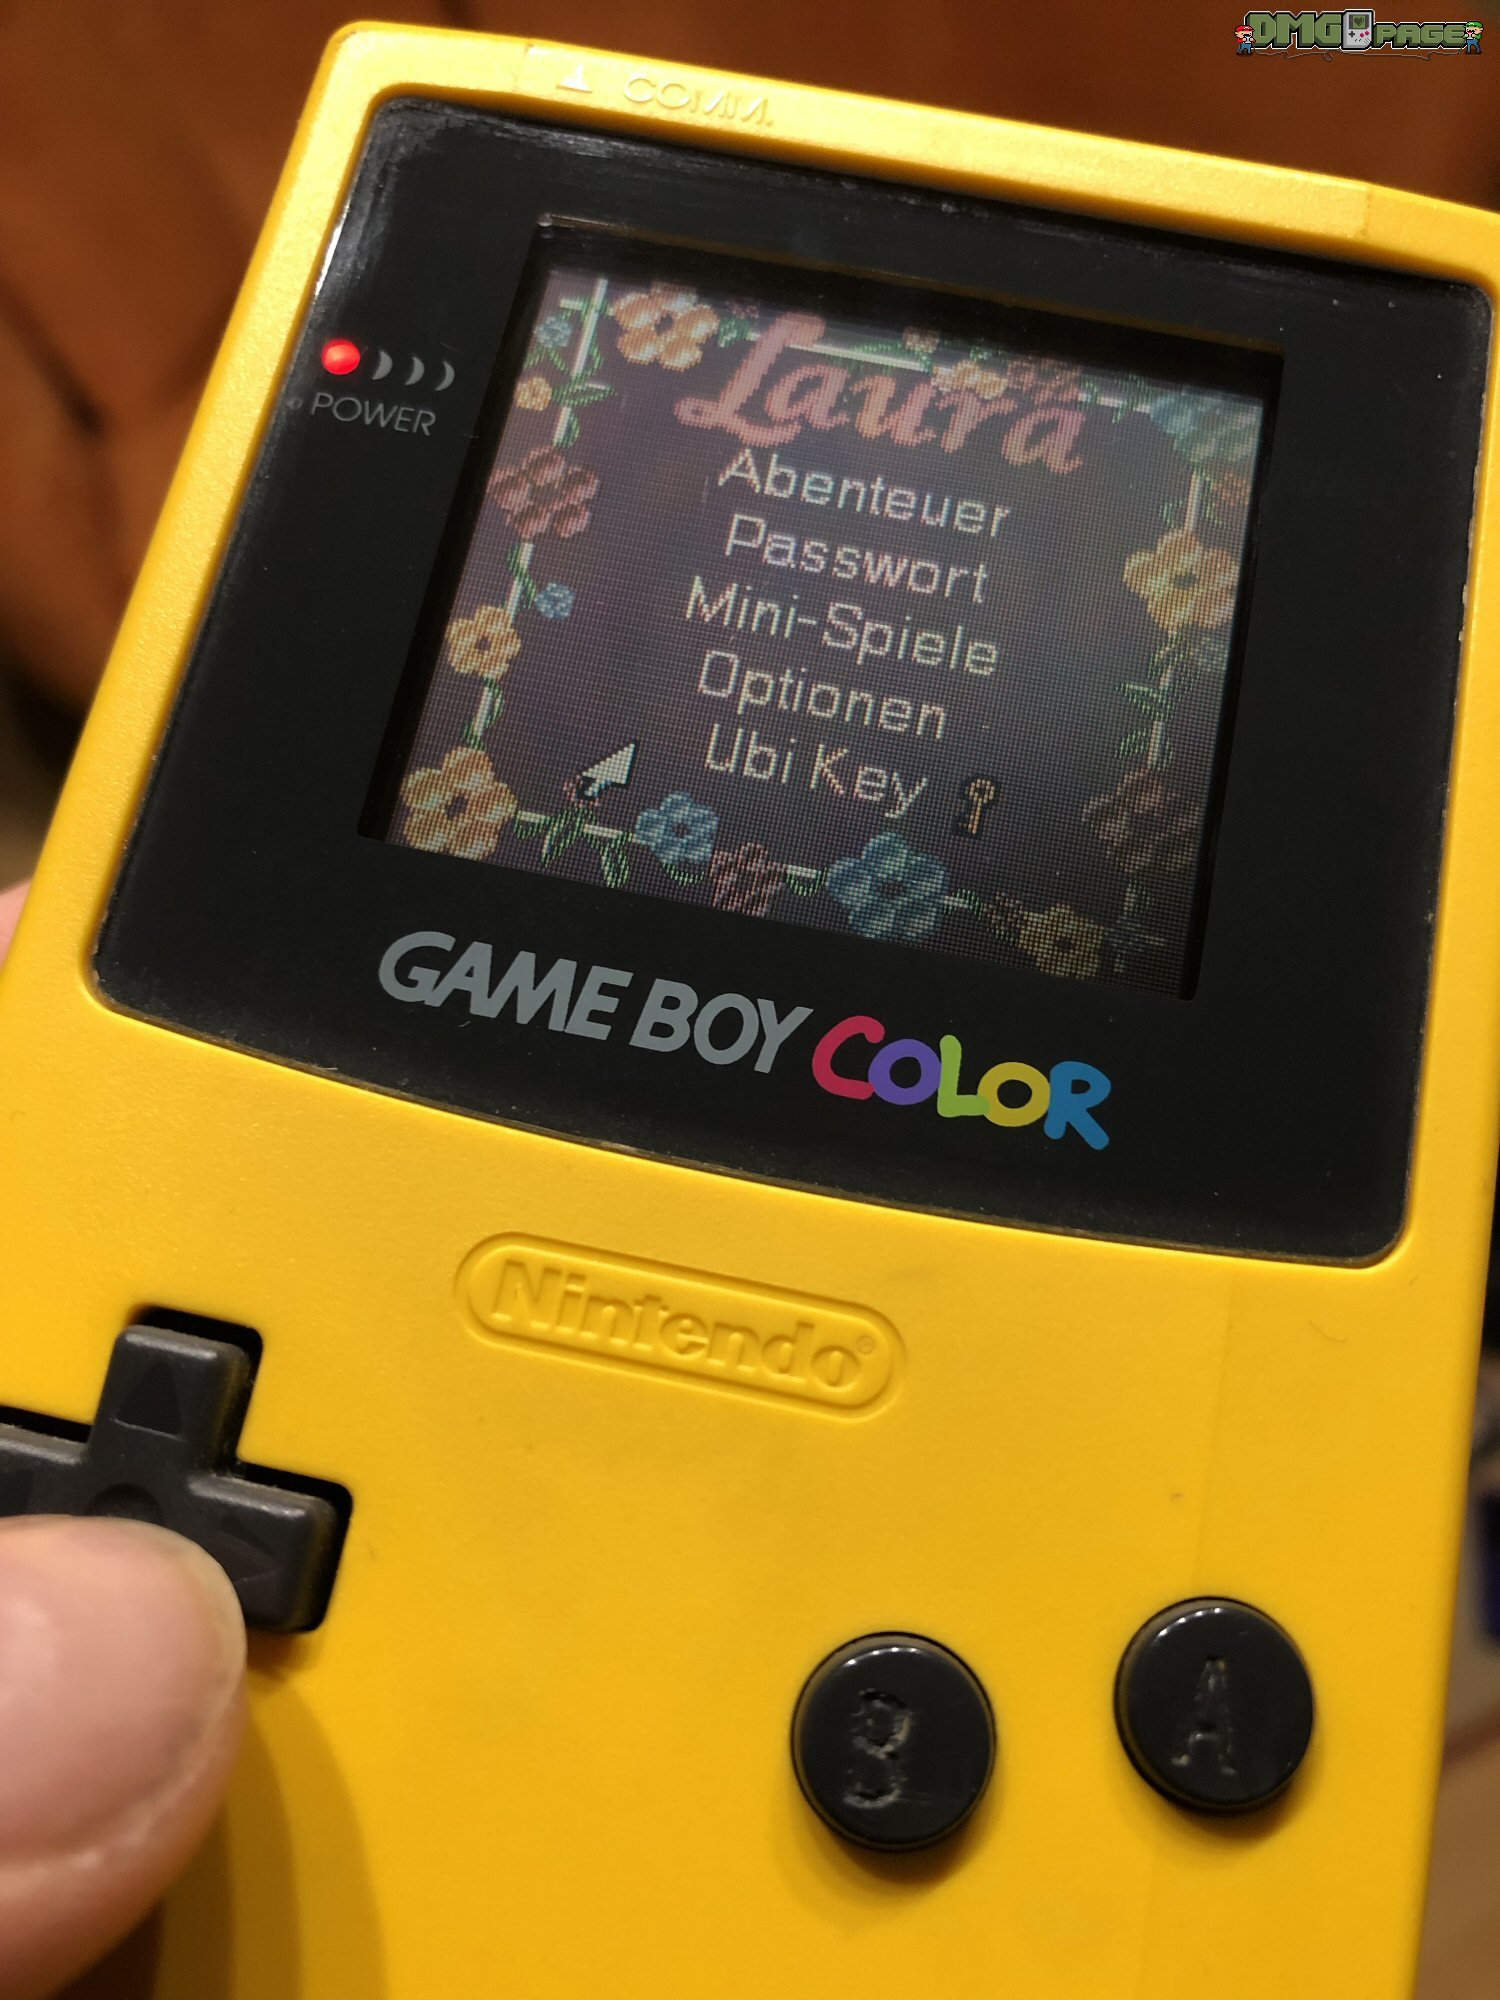 DMG PAGE
COMM.
POWER
Laura
Abenteuer
Passwort
Mini-Spiele
Optionen
Ubi Key
GAME BOY COLOR
Nintendo®
B A